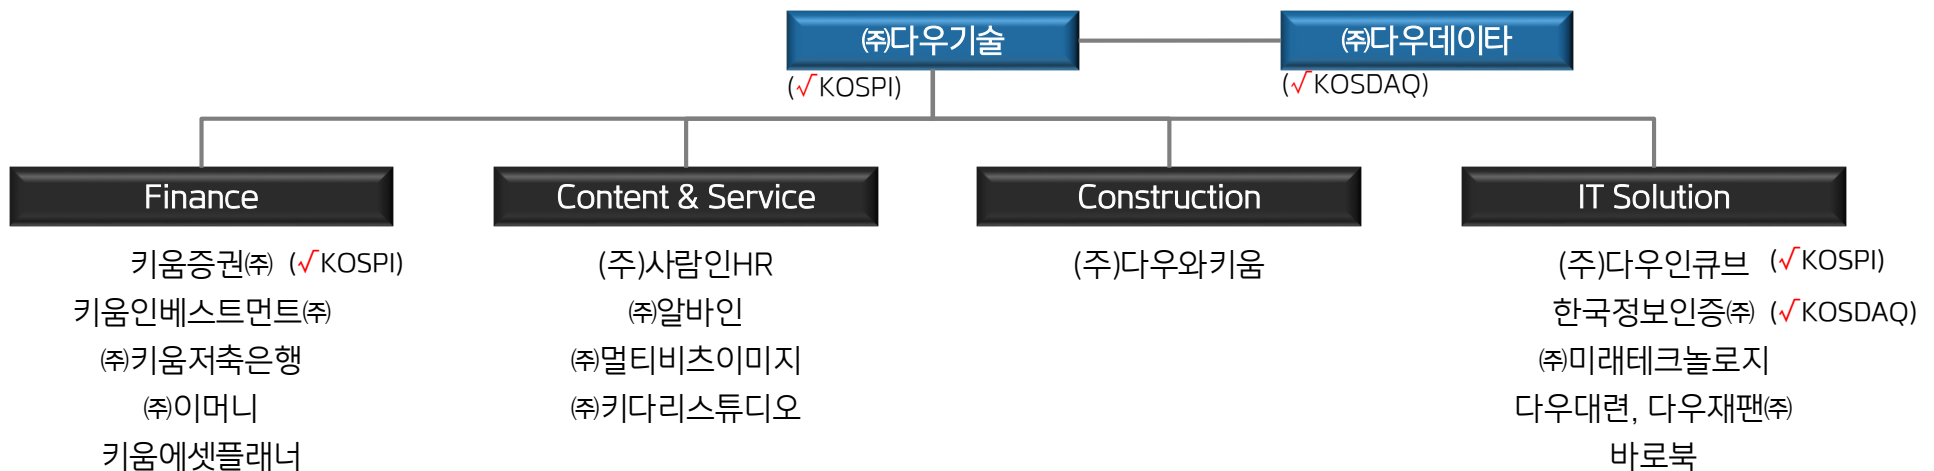 ㈜다우기술 ㈜다우데이타
(√KOSPI) (√KOSDAQ)
Finance Content & Service Construction IT Solution
키움증권㈜ (√KOSPI) (주)사람인HR (주)다우와키움 (주)다우인큐브 (√KOSPI)
키움인베스트먼트㈜ ㈜알바인 한국정보인증㈜ (√KOSDAQ)
㈜키움저축은행 ㈜멀티비츠이미지 ㈜미래테크놀로지
㈜이머니 ㈜키다리스튜디오 다우대련, 다우재팬㈜
키움에셋플래너 바로북